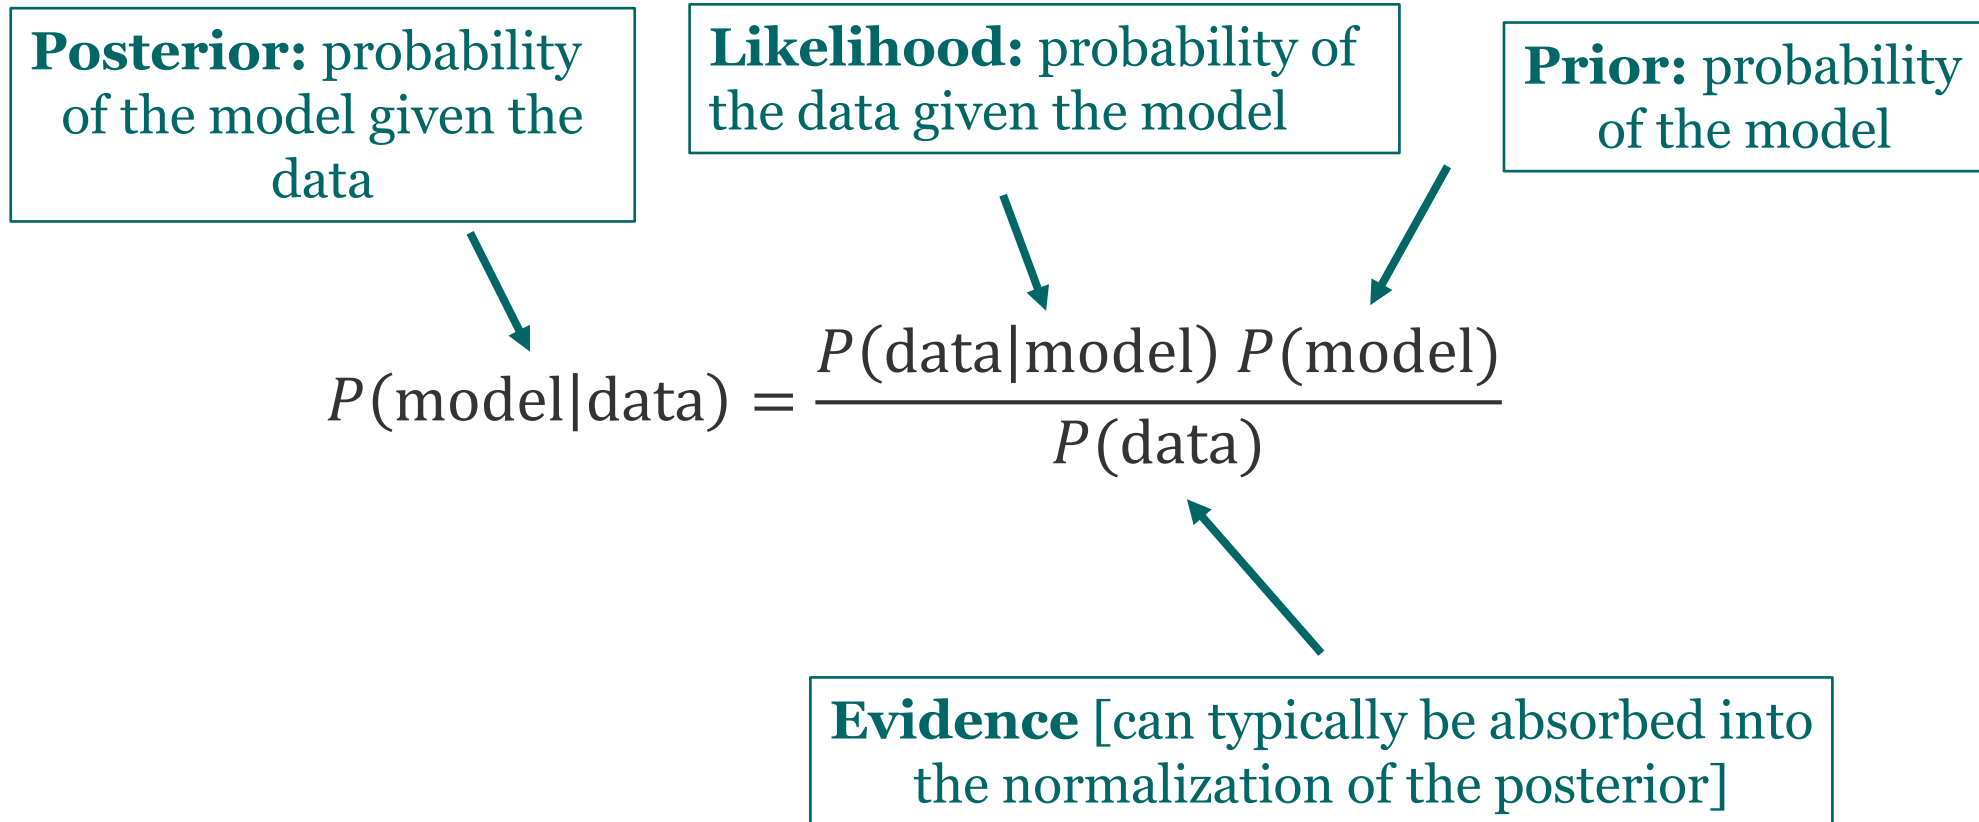 Posterior: probability
of the model given the
data
Likelihood: probability of
the data given the model
Prior: probability
of the model
P(model|data) = P(data|model) P(model)
P(data)
Evidence [can typically be absorbed into
the normalization of the posterior]